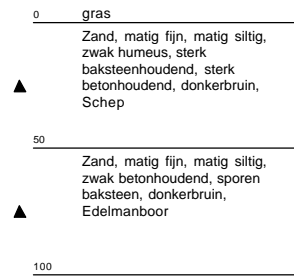 0 gras
Zand, matig fijn, matig siltig,
zwak humeus, sterk
baksteenhoudend, sterk
betonhoudend, donkerbruin,
Schep
50
Zand, matig fijn, matig siltig,
zwak betonhoudend, sporen
baksteen, donkerbruin,
Edelmanboor
100